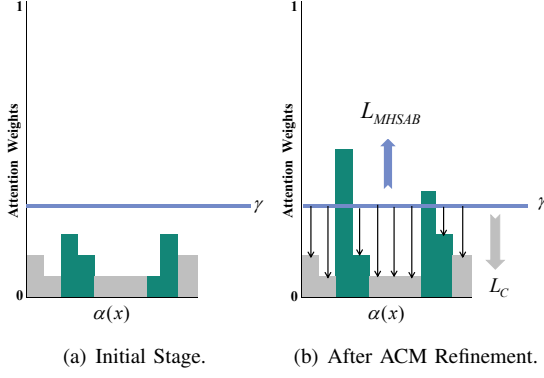 1
Attention Weights
γ
0
α(x)
(a) Initial Stage.
1
Attention Weights
L_MHSAB
γ
L_C
0
α(x)
(b) After ACM Refinement.